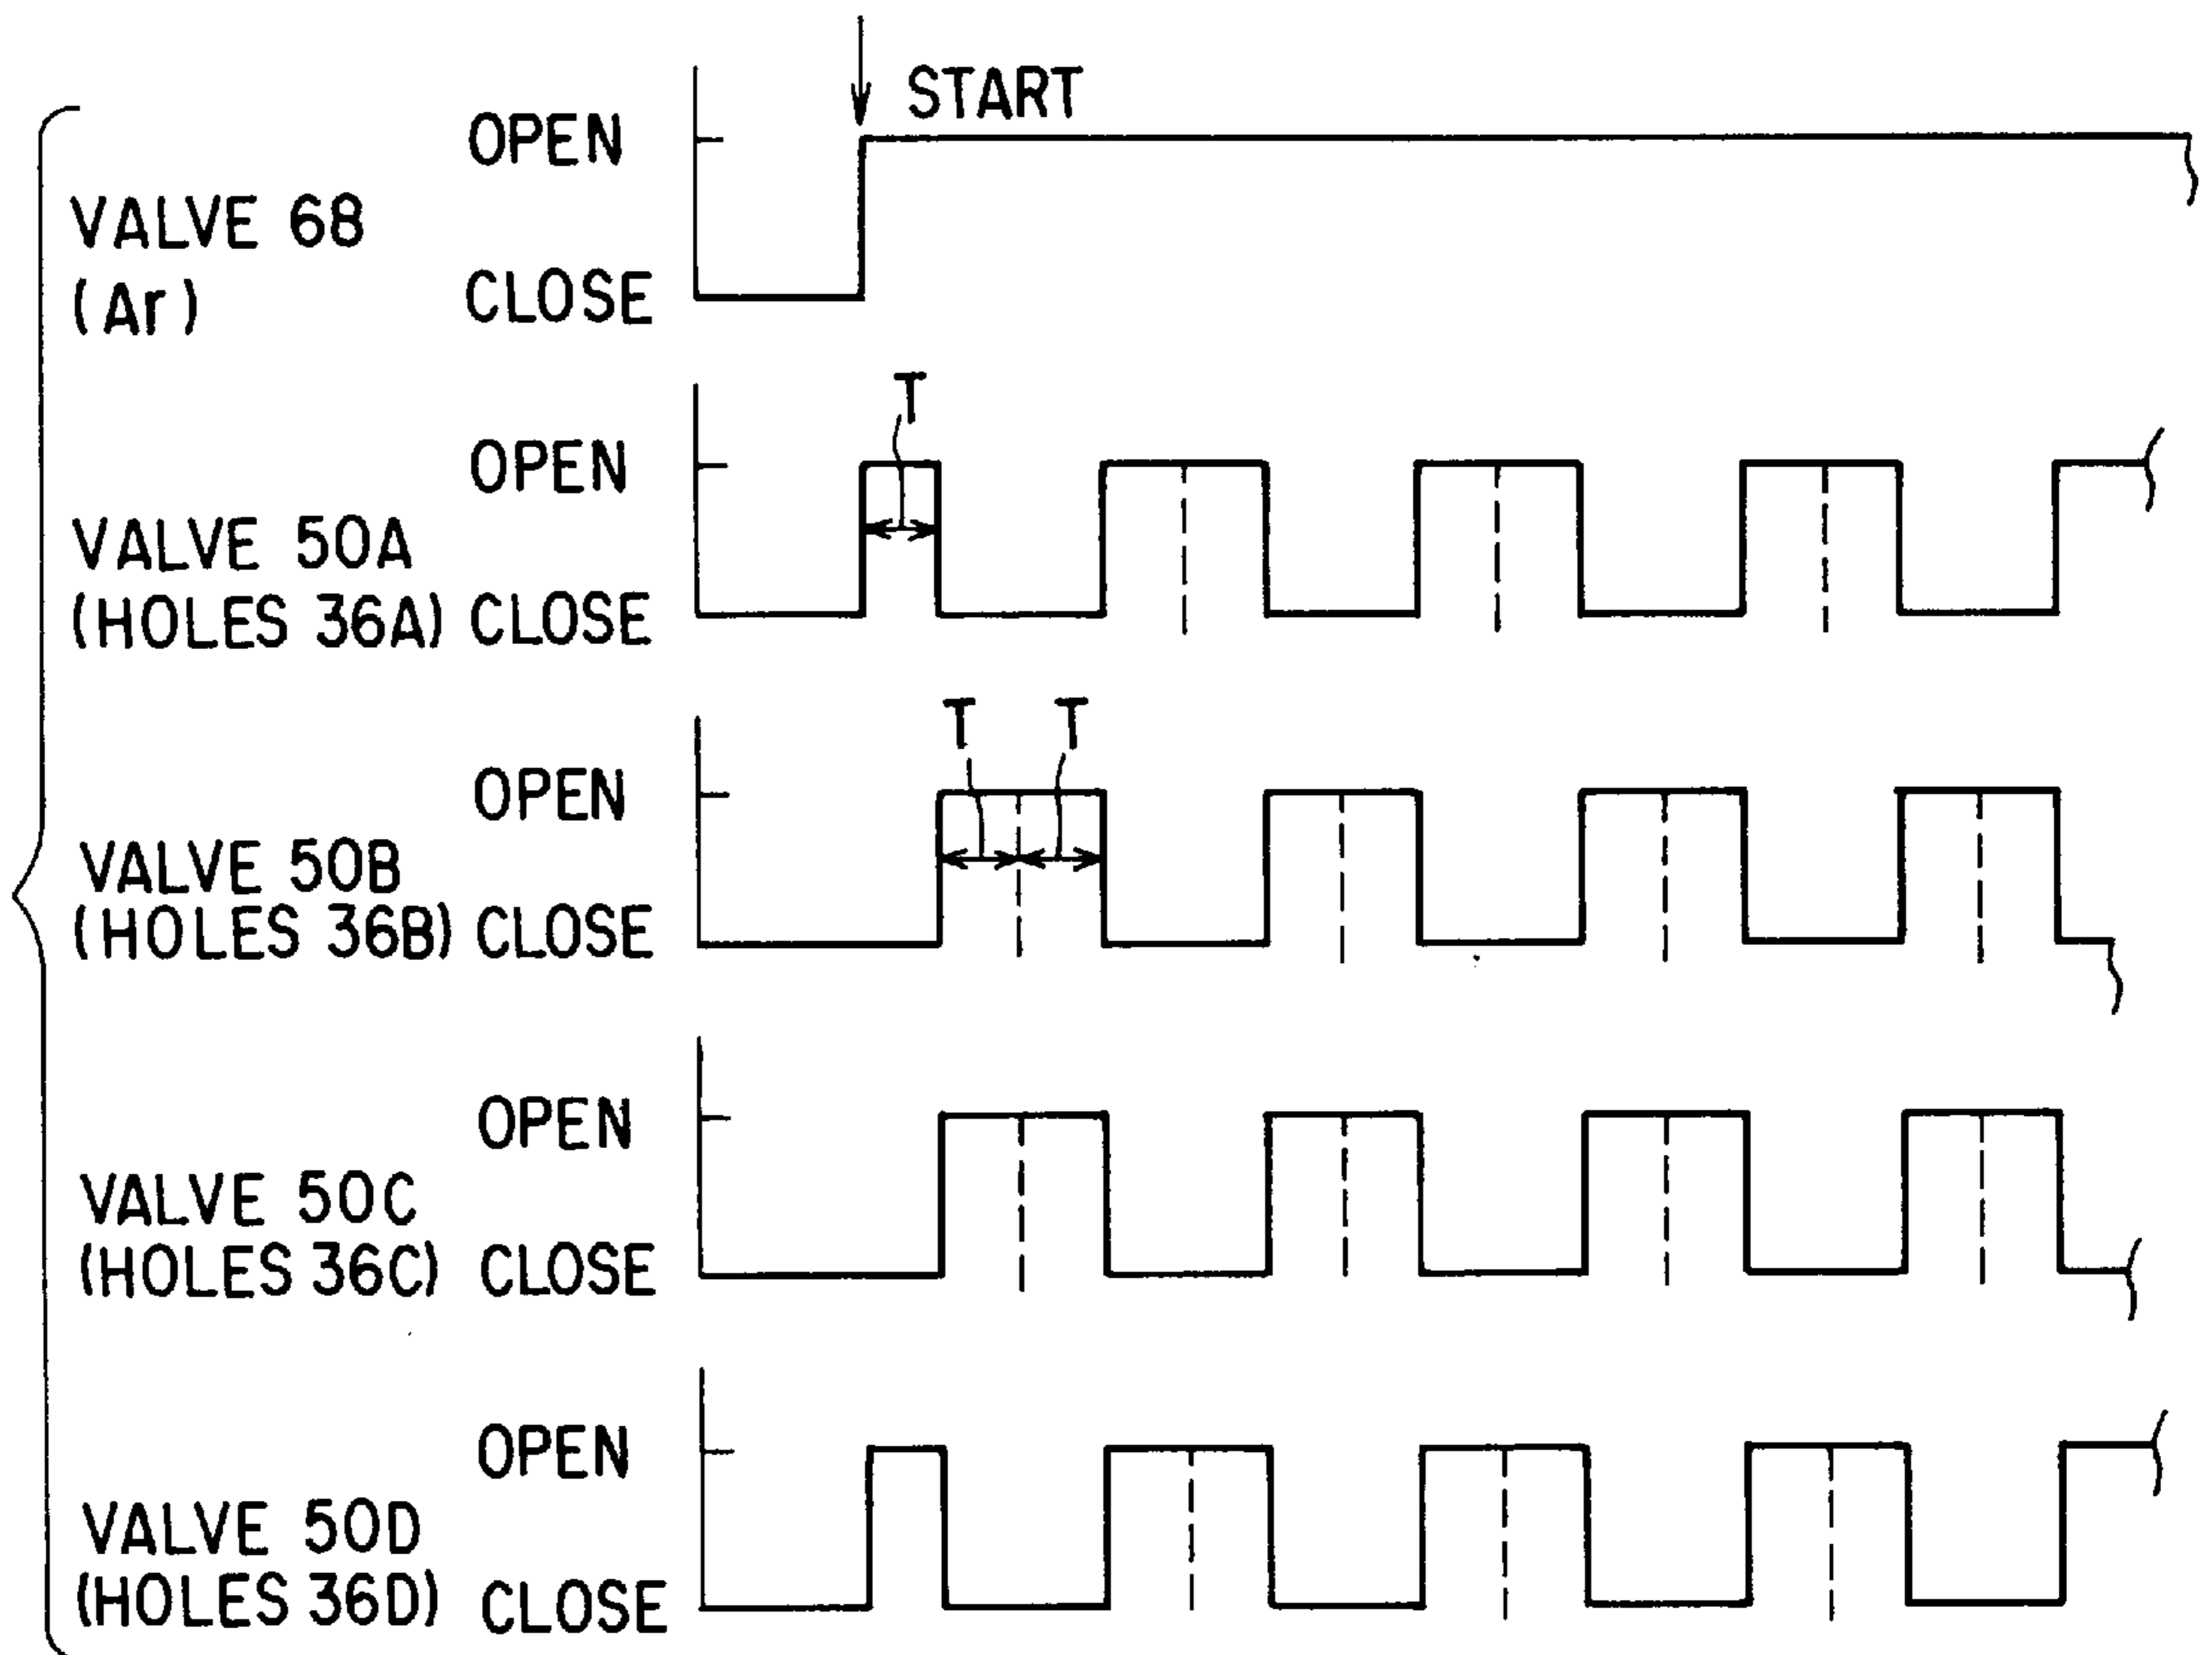 START
OPEN
VALVE 68
(Ar)
CLOSE
T
OPEN
VALVE 50A
(HOLES 36A) CLOSE
T T
OPEN
VALVE 50B
(HOLES 36B) CLOSE
OPEN
VALVE 50C
(HOLES 36C) CLOSE
OPEN
VALVE 50D
(HOLES 36D) CLOSE